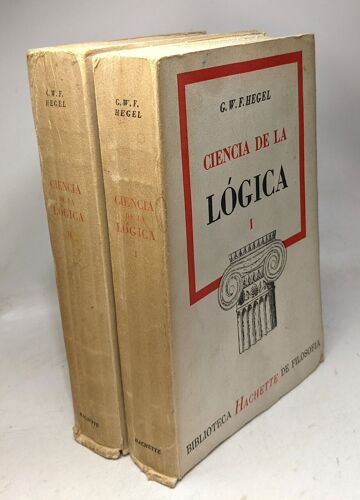 G. W. F.
HEGEL
CIENCIA
DE LA
LÓGICA
II
HACHETTE
G. W. F.
HEGEL
CIENCIA
DE LA
LÓGICA
I
HACHETTE
G. W. F. HEGEL
CIENCIA DE LA
LÓGICA
I
BIBLIOTECA HACHETTE DE FILOSOFIA